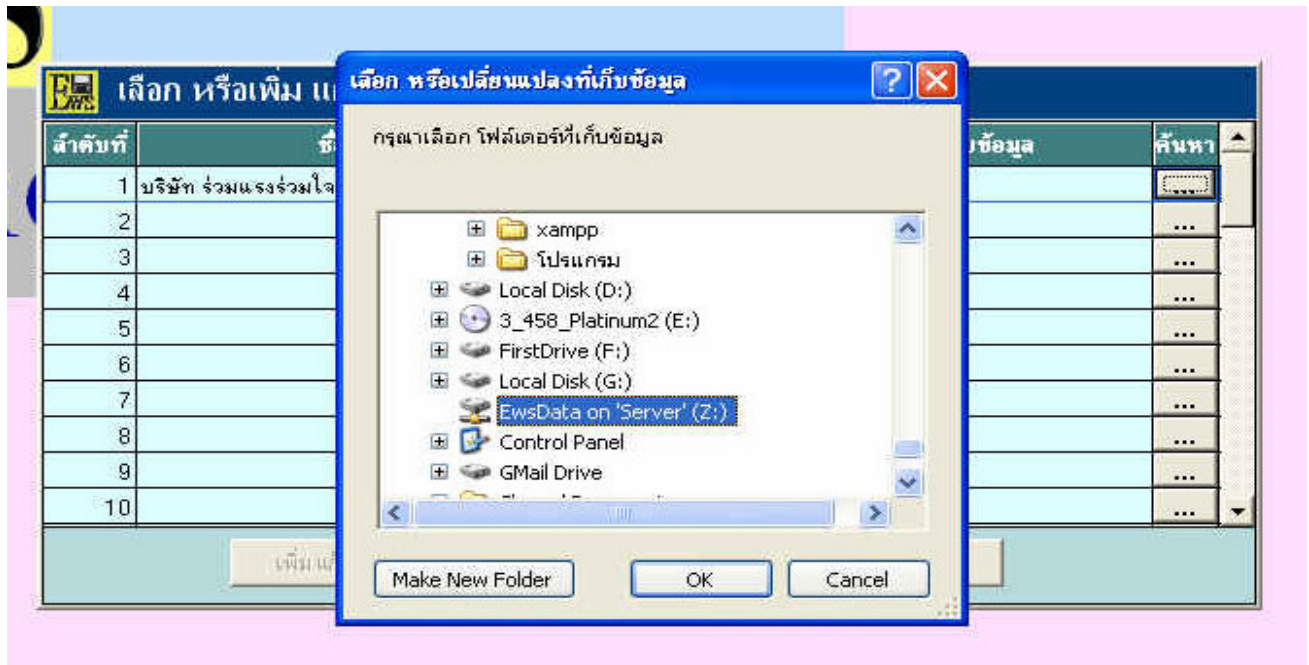 เลือก หรือเปลี่ยนแปลงที่เก็บข้อมูล
กรุณาเลือก โฟล์เดอร์ที่เก็บข้อมูล
xampp
โปรแกรม
Local Disk (D:)
3_458_Platinum2 (E:)
FirstDrive (F:)
Local Disk (G:)
EwsData on 'Server' (Z:)
Control Panel
GMail Drive
Make New Folder OK Cancel
Ews เลือก หรือเพิ่ม
ลำดับที่ ค้นหา
1 บริษัท ร่วมแรงร่วมใจ ...
2 ...
3 ...
4 ...
5 ...
6 ...
7 ...
8 ...
9 ...
10 ...
เพิ่ม